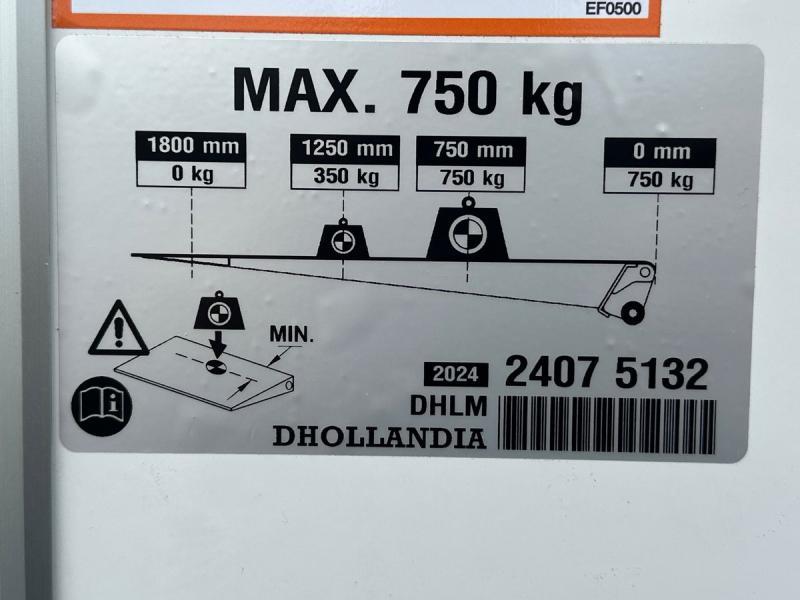 EF0500
MAX. 750 kg
1800 mm 1250 mm 750 mm 0 mm
0 kg 350 kg 750 kg 750 kg
MIN.
2024 2407 5132
DHLM
DHOLLANDIA